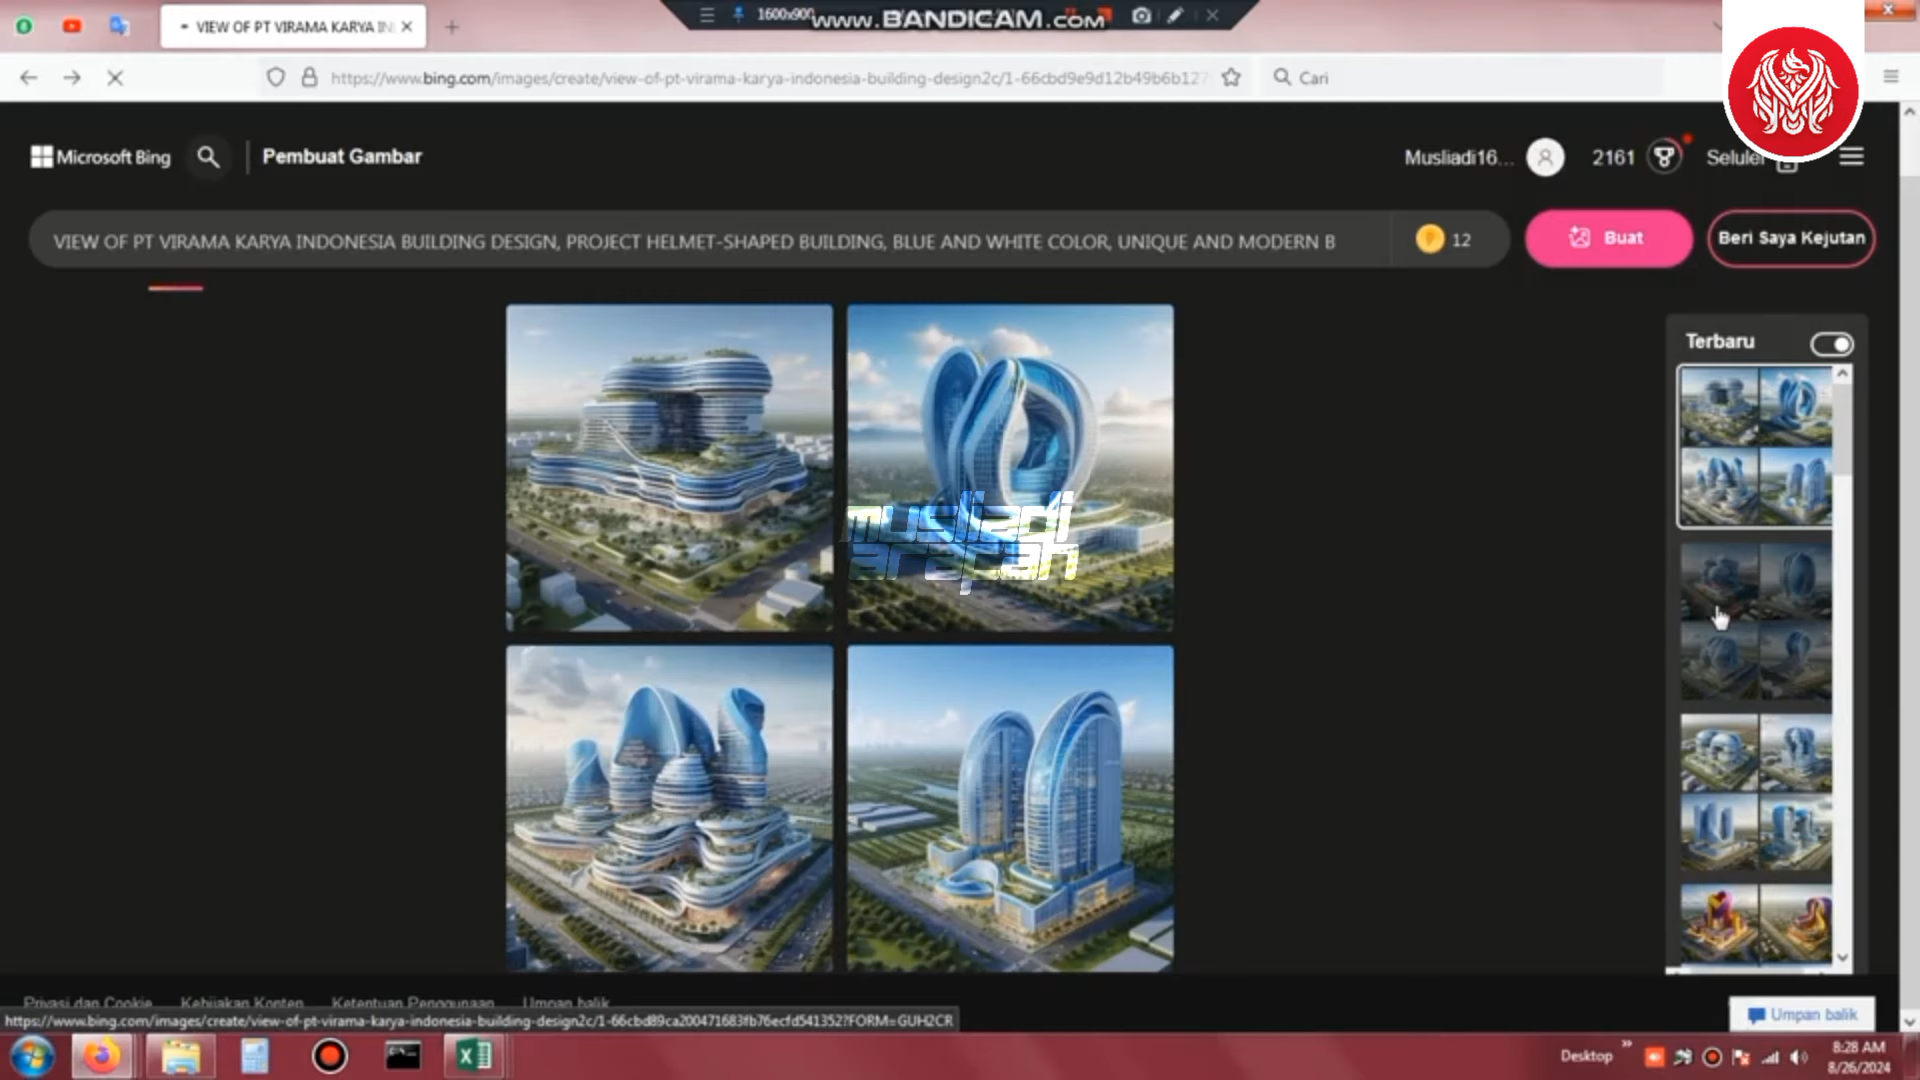 VIEW OF PT VIRAMA KARYA IN
1600x900
WWW.BANDICAM.COM
https://www.bing.com/images/create/view-of-pt-virama-karya-indonesia-building-design2c/1-66cbd9e9d12b49b6b127
Cari
Microsoft Bing
Pembuat Gambar
Musliadi16...
2161
Seluler
VIEW OF PT VIRAMA KARYA INDONESIA BUILDING DESIGN, PROJECT HELMET-SHAPED BUILDING, BLUE AND WHITE COLOR, UNIQUE AND MODERN B
12
Buat
Beri Saya Kejutan
Terbaru
musliadi
arapah
Privasi dan Cookie
Kebijakan Konten
Ketentuan Penggunaan
Umpan balik
https://www.bing.com/images/create/view-of-pt-virama-karya-indonesia-building-design2c/1-66cbd89ca200471683fb76ecfd541352?FORM=GUH2CR
Umpan balik
Desktop
8:28 AM
8/26/2024